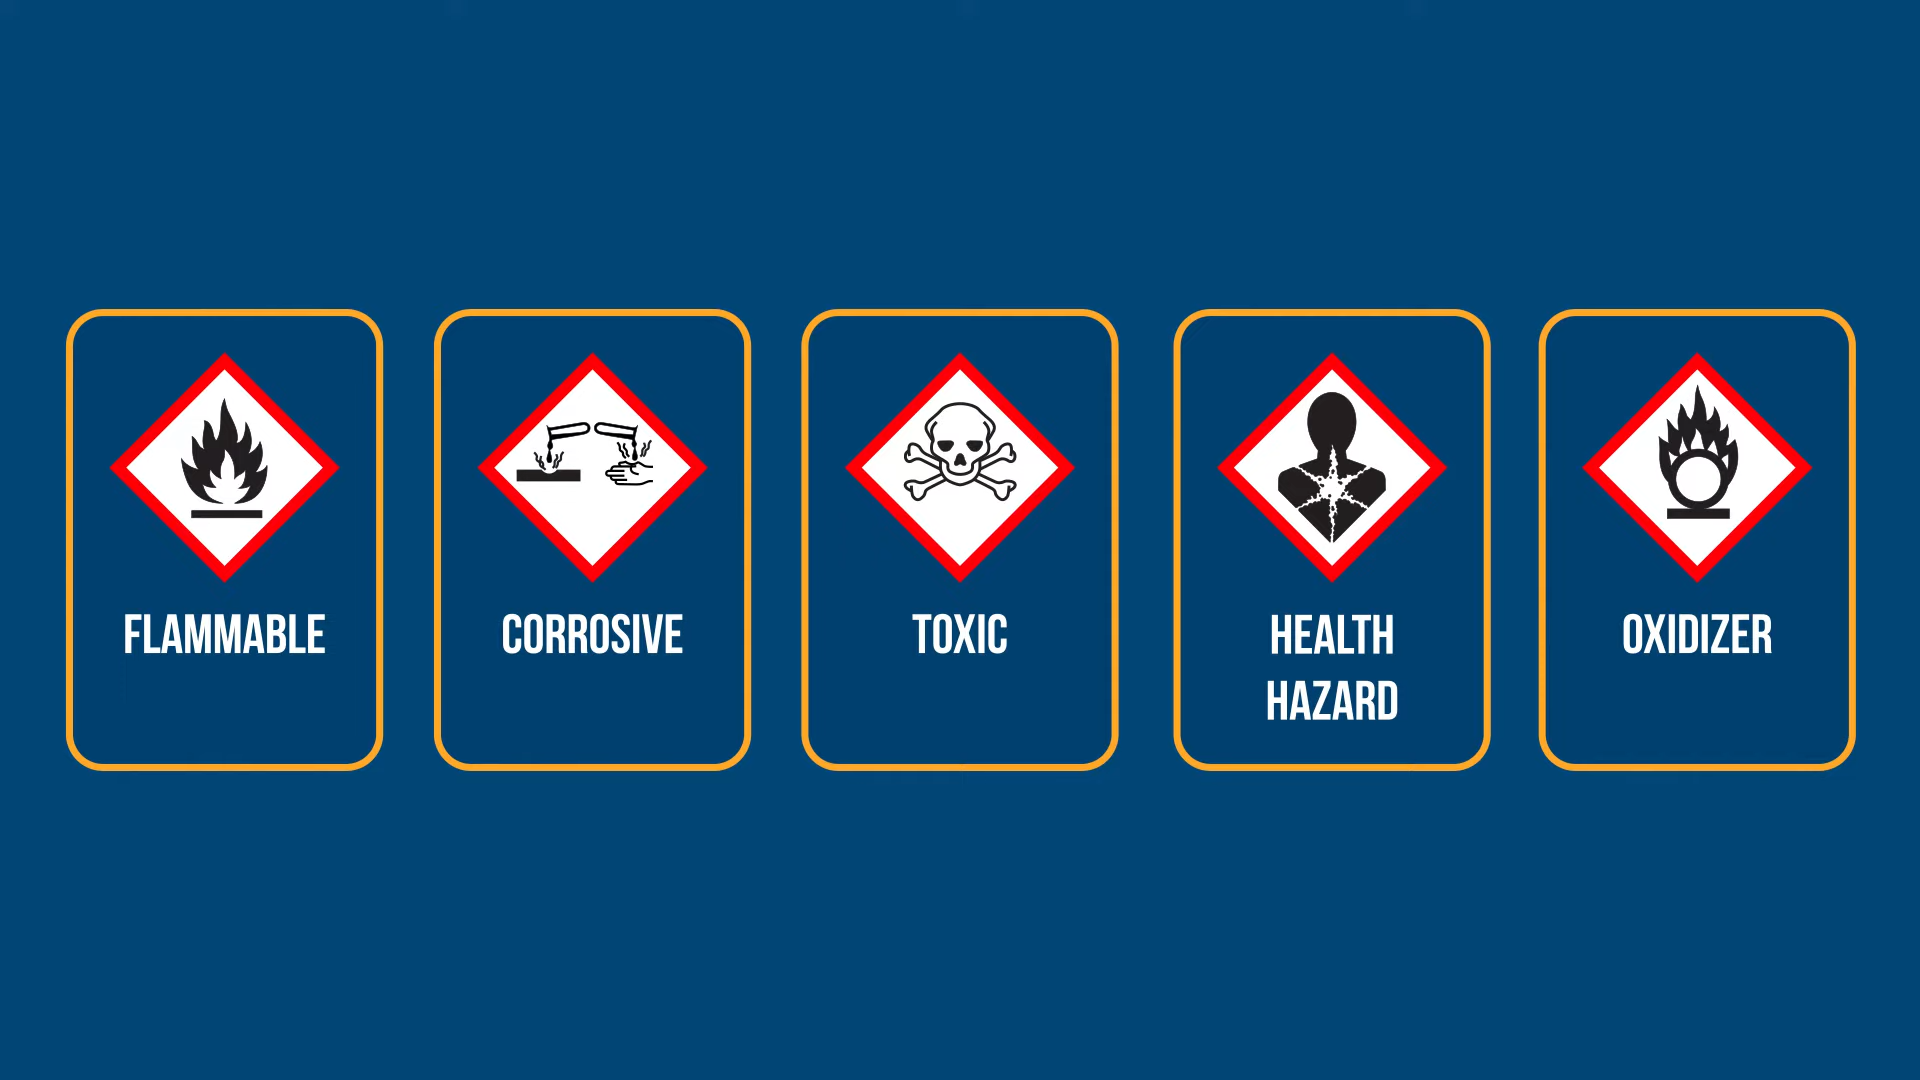 FLAMMABLE
CORROSIVE
TOXIC
HEALTH
HAZARD
OXIDIZER